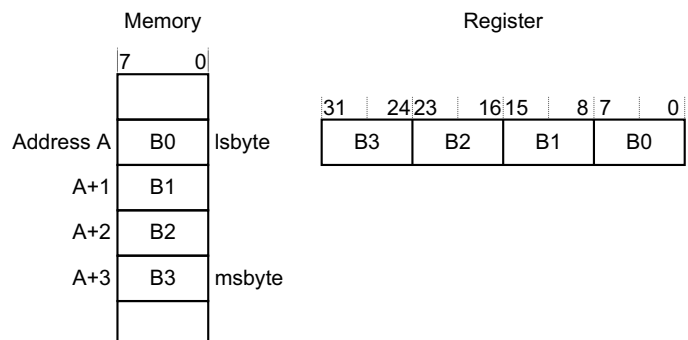 Memory Register
7 0
31 24 23 16 15 8 7 0
Address A B0 lsbyte B3 B2 B1 B0
A+1 B1
A+2 B2
A+3 B3 msbyte